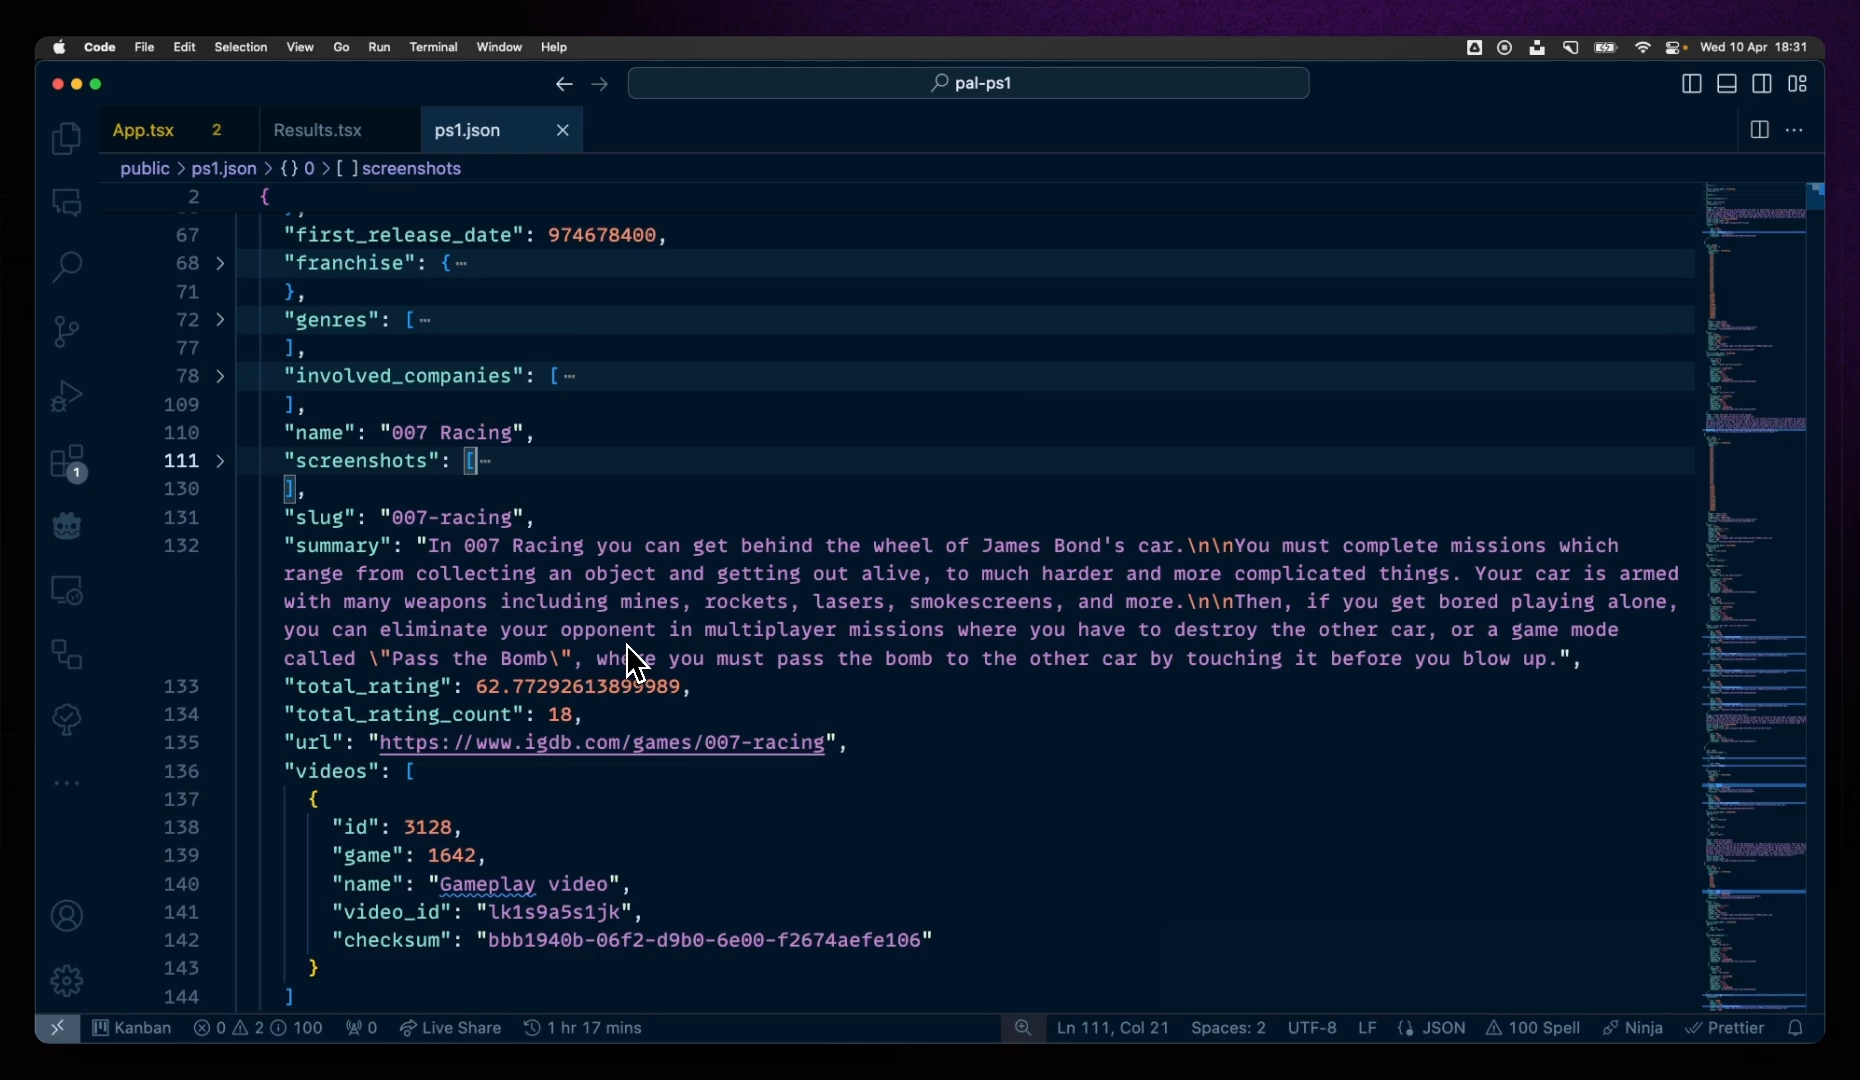 Code File Edit Selection View Go Run Terminal Window Help Wed 10 Apr 18:31
pal-ps1
App.tsx 2 Results.tsx ps1.json
public > ps1.json > {} 0 > [ ] screenshots
2 {
67 "first_release_date": 974678400,
68 "franchise": {⋯
71 },
72 "genres": [⋯
77 ],
78 "involved_companies": [⋯
109 ],
110 "name": "007 Racing",
111 "screenshots": [⋯
130 ],
131 "slug": "007-racing",
132 "summary": "In 007 Racing you can get behind the wheel of James Bond's car.\n\nYou must complete missions which
range from collecting an object and getting out alive, to much harder and more complicated things. Your car is armed
with many weapons including mines, rockets, lasers, smokescreens, and more.\n\nThen, if you get bored playing alone,
you can eliminate your opponent in multiplayer missions where you have to destroy the other car, or a game mode
called \"Pass the Bomb\", where you must pass the bomb to the other car by touching it before you blow up.",
133 "total_rating": 62.77292613899989,
134 "total_rating_count": 18,
135 "url": "https://www.igdb.com/games/007-racing",
136 "videos": [
137 {
138 "id": 3128,
139 "game": 1642,
140 "name": "Gameplay video",
141 "video_id": "lk1s9a5s1jk",
142 "checksum": "bbb1940b-06f2-d9b0-6e00-f2674aefe106"
143 }
144 ]
1
Kanban 0 2 100 0 Live Share 1 hr 17 mins Ln 111, Col 21 Spaces: 2 UTF-8 LF JSON 100 Spell Ninja Prettier